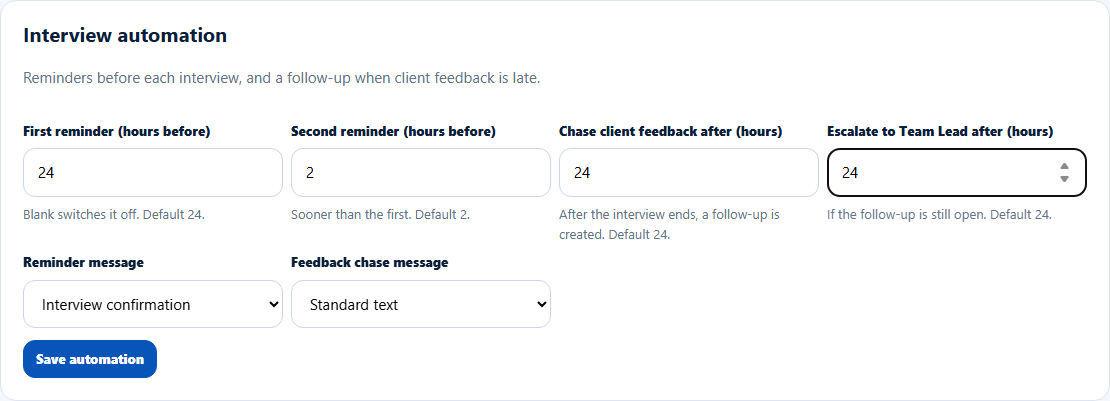 Interview automation
Reminders before each interview, and a follow-up when client feedback is late.
First reminder (hours before)
24
Blank switches it off. Default 24.
Second reminder (hours before)
2
Sooner than the first. Default 2.
Chase client feedback after (hours)
24
After the interview ends, a follow-up is
created. Default 24.
Escalate to Team Lead after (hours)
24
If the follow-up is still open. Default 24.
Reminder message
Interview confirmation
Feedback chase message
Standard text
Save automation